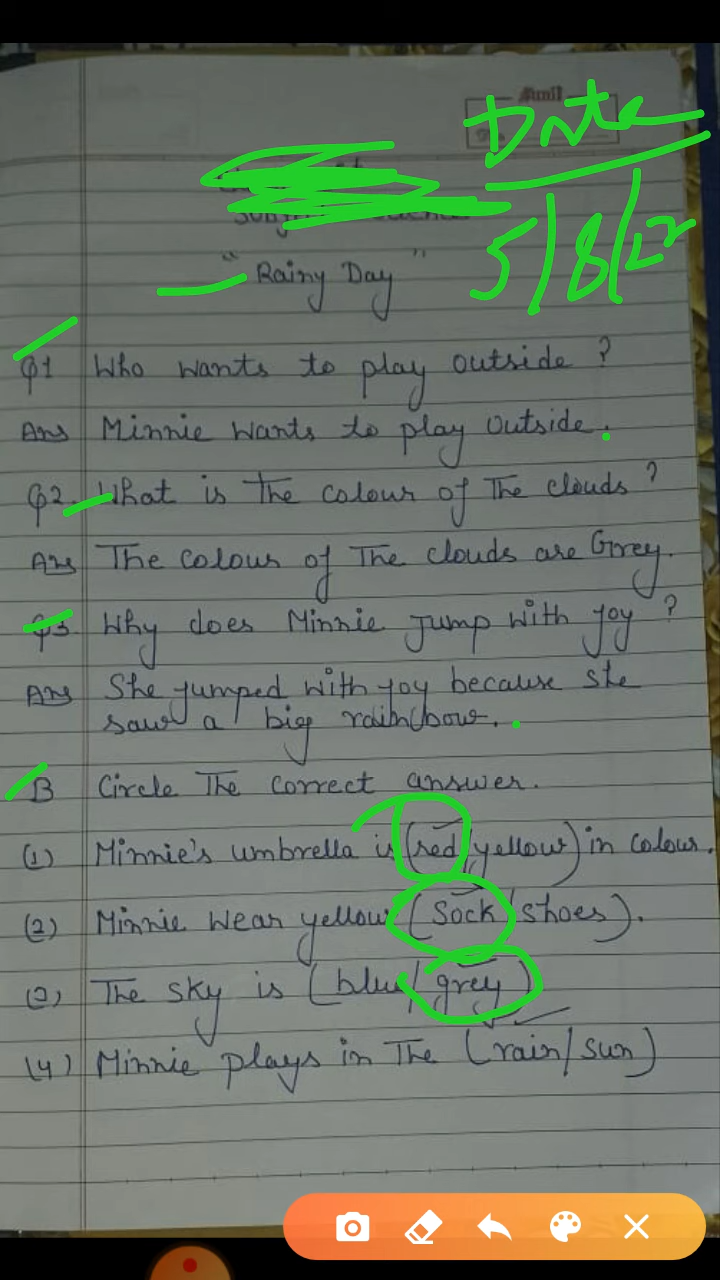 Sunil
Date
5/8/22
"Rainy Day"
Q1 Who wants to play outside?
Ans Minnie wants to play outside.
Q2. What is The colour of The clouds?
Ans The colour of The clouds are Grey.
Q3. Why does Minnie jump with joy?
Ans She jumped with joy because she
saw a big rainbow.
B Circle The correct answer.
(1) Minnie's umbrella is (red/yellow) in colour.
(2) Minnie wear yellow (Sock/shoes).
(3) The sky is (blue/grey)
(4) Minnie plays in The (rain/sun)